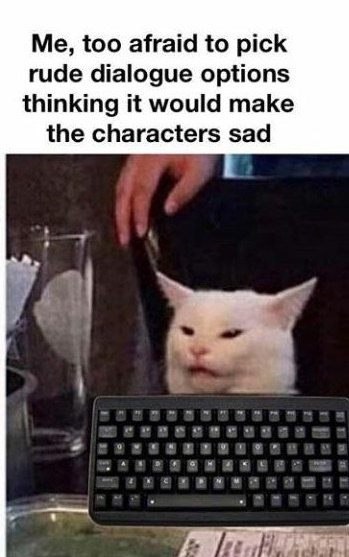 Me, too afraid to pick
rude dialogue options
thinking it would make
the characters sad